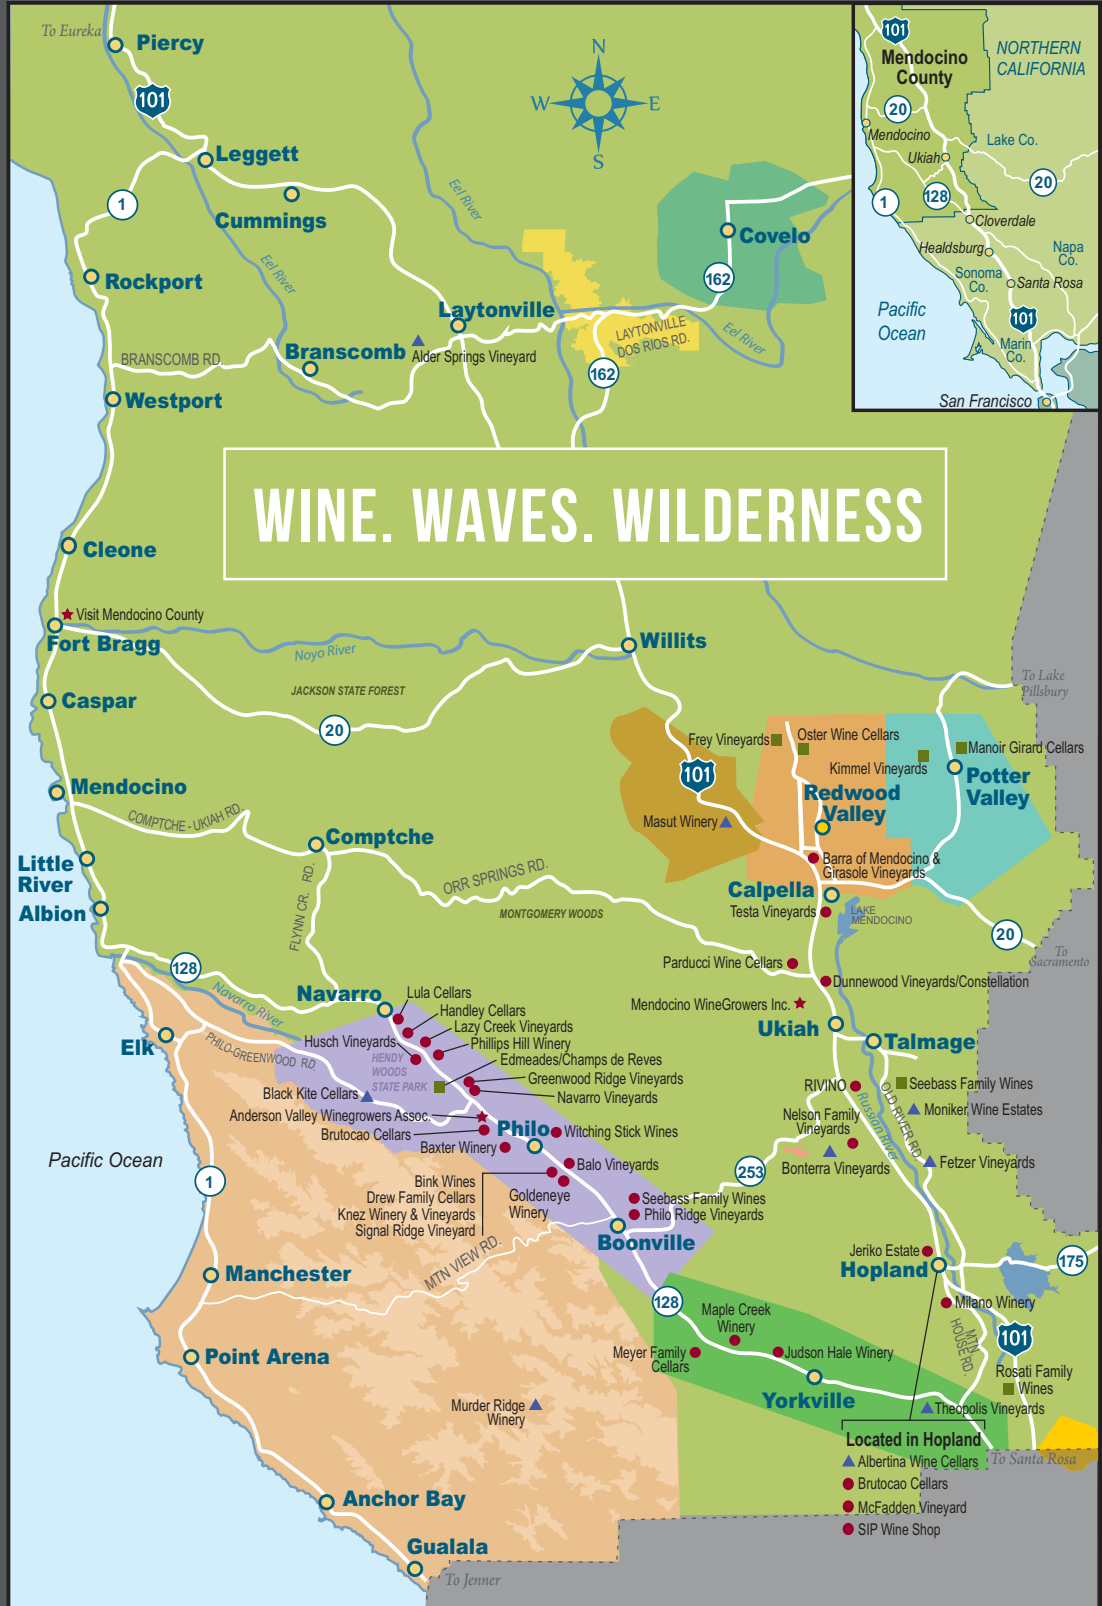 To Eureka
Piercy
101
Leggett
1
Cummings
Rockport
Eel River
Eel River
N
W
E
S
Covelo
162
Laytonville
LAYTONVILLE
DOS RIOS RD.
Eel River
Branscomb
Alder Springs Vineyard
BRANSCOMB RD.
162
Westport
101
Mendocino
County
NORTHERN
CALIFORNIA
20
Mendocino
Lake Co.
Ukiah
20
1
128
Cloverdale
Healdsburg
Napa
Co.
Sonoma
Co.
Santa Rosa
Pacific
Ocean
101
Marin
Co.
San Francisco
WINE. WAVES. WILDERNESS
Cleone
Visit Mendocino County
Fort Bragg
Noyo River
Willits
JACKSON STATE FOREST
To Lake
Pillsbury
Caspar
20
Frey Vineyards
Oster Wine Cellars
Manoir Girard Cellars
Kimmel Vineyards
101
Potter
Valley
Redwood
Valley
Masut Winery
Mendocino
COMPTCHE - UKIAH RD.
Comptche
Little
River
Barra of Mendocino &
Girasole Vineyards
ORR SPRINGS RD.
Calpella
Albion
MONTGOMERY WOODS
Testa Vineyards
LAKE
MENDOCINO
FLYNN CR. RD.
20
To
Sacramento
128
Parducci Wine Cellars
Dunnewood Vineyards/Constellation
Navarro River
Navarro
Lula Cellars
Mendocino WineGrowers Inc.
Handley Cellars
Lazy Creek Vineyards
Ukiah
Elk
Husch Vineyards
Phillips Hill Winery
Talmage
PHILO-GREENWOOD RD.
HENDY
WOODS
STATE PARK
Edmeades/Champs de Reves
Greenwood Ridge Vineyards
Navarro Vineyards
RIVINO
Seebass Family Wines
Black Kite Cellars
OLD RIVER RD.
Russian River
Moniker Wine Estates
Anderson Valley Winegrowers Assoc.
Nelson Family
Vineyards
Brutocao Cellars
Philo
Witching Stick Wines
Baxter Winery
Pacific Ocean
Balo Vineyards
Bonterra Vineyards
Fetzer Vineyards
253
1
Bink Wines
Drew Family Cellars
Knez Winery & Vineyards
Signal Ridge Vineyard
Goldeneye
Winery
Seebass Family Wines
Philo Ridge Vineyards
Boonville
MTN VIEW RD.
Jeriko Estate
Hopland
175
Manchester
128
Maple Creek
Winery
Milano Winery
MTN.
HOUSE RD.
101
Point Arena
Meyer Family
Cellars
Judson Hale Winery
Rosati Family
Wines
Yorkville
Murder Ridge
Winery
Theopolis Vineyards
Located in Hopland
Albertina Wine Cellars
Brutocao Cellars
McFadden Vineyard
SIP Wine Shop
To Santa Rosa
Anchor Bay
Gualala
To Jenner